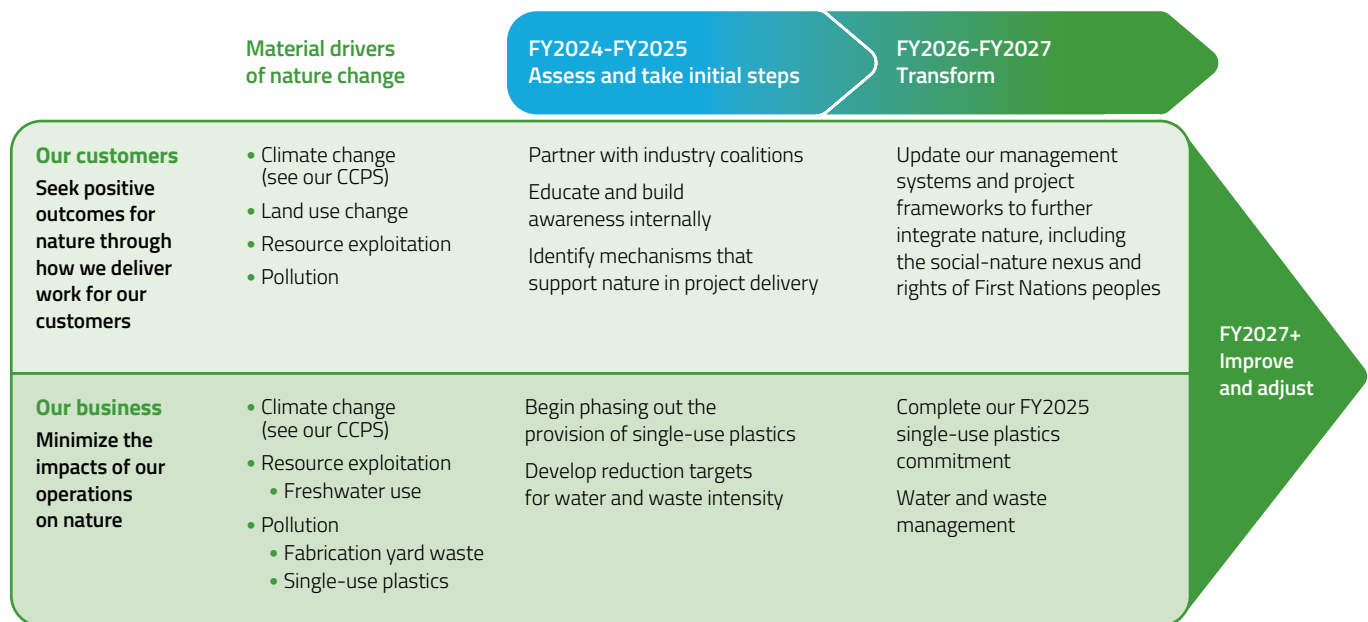 Material drivers
of nature change
FY2024-FY2025
Assess and take initial steps
FY2026-FY2027
Transform
Our customers
Seek positive
outcomes for
nature through
how we deliver
work for our
customers
• Climate change
(see our CCPS)
• Land use change
• Resource exploitation
• Pollution
Partner with industry coalitions
Educate and build
awareness internally
Identify mechanisms that
support nature in project delivery
Update our management
systems and project
frameworks to further
integrate nature, including
the social-nature nexus and
rights of First Nations peoples
Our business
Minimize the
impacts of our
operations
on nature
• Climate change
(see our CCPS)
• Resource exploitation
• Freshwater use
• Pollution
• Fabrication yard waste
• Single-use plastics
Begin phasing out the
provision of single-use plastics
Develop reduction targets
for water and waste intensity
Complete our FY2025
single-use plastics
commitment
Water and waste
management
FY2027+
Improve
and adjust